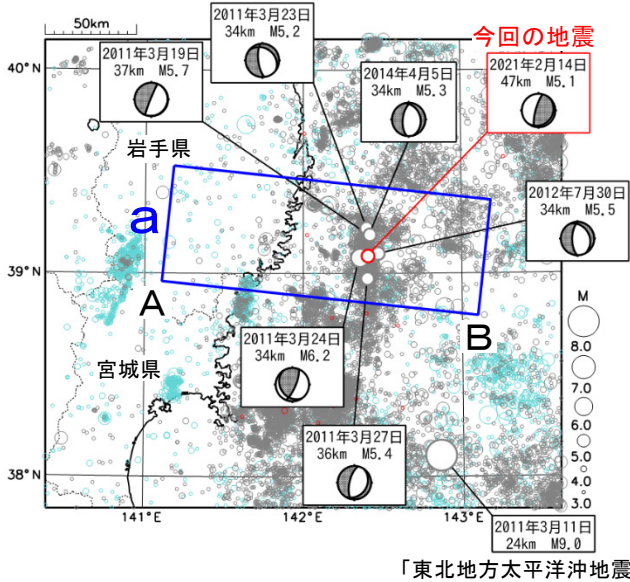 50km
2011年3月23日
34km M5.2
今回の地震
2011年3月19日
37km M5.7
2014年4月5日
34km M5.3
2021年2月14日
47km M5.1
40°N
岩手県
2012年7月30日
34km M5.5
a
39°N
A
B
M
8.0
7.0
6.0
5.0
4.0
3.0
2011年3月24日
34km M6.2
宮城県
2011年3月27日
36km M5.4
38°N
141°E
142°E
143°E
2011年3月11日
24km M9.0
「東北地方太平洋沖地震